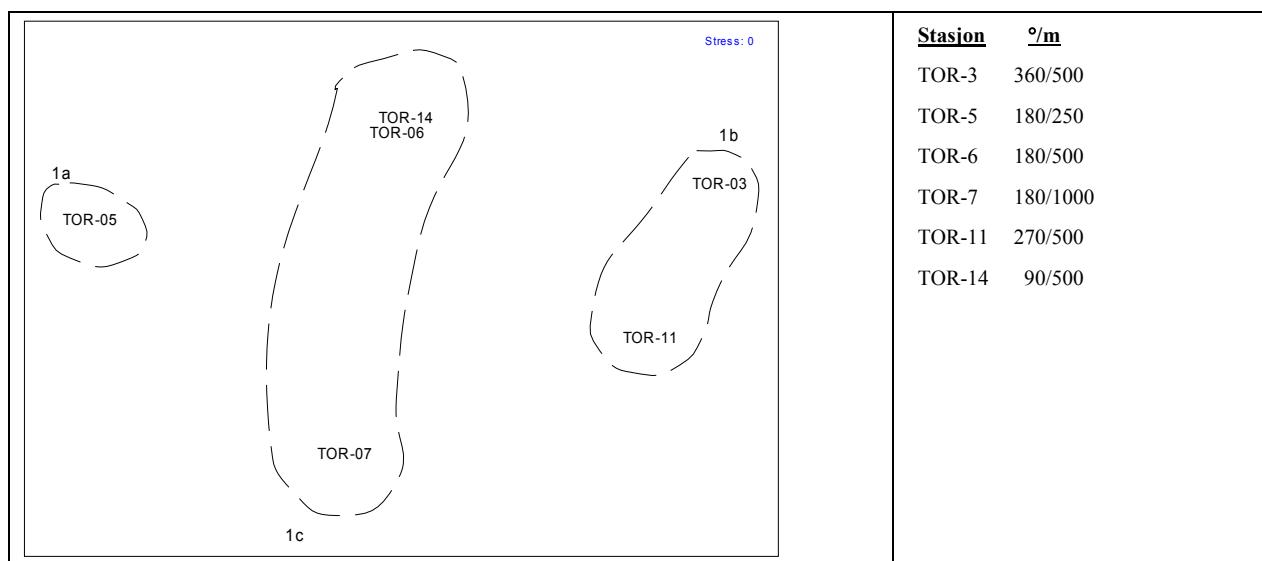 Stress: 0
TOR-14
TOR-06
1b
1a
TOR-03
TOR-05
TOR-11
TOR-07
1c
Stasjon °/m
TOR-3 360/500
TOR-5 180/250
TOR-6 180/500
TOR-7 180/1000
TOR-11 270/500
TOR-14 90/500